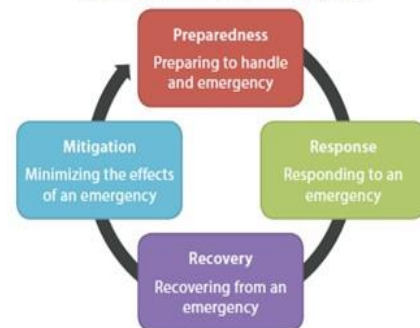 Preparedness
Preparing to handle
and emergency
Response
Responding to an
emergency
Recovery
Recovering from an
emergency
Mitigation
Minimizing the effects
of an emergency